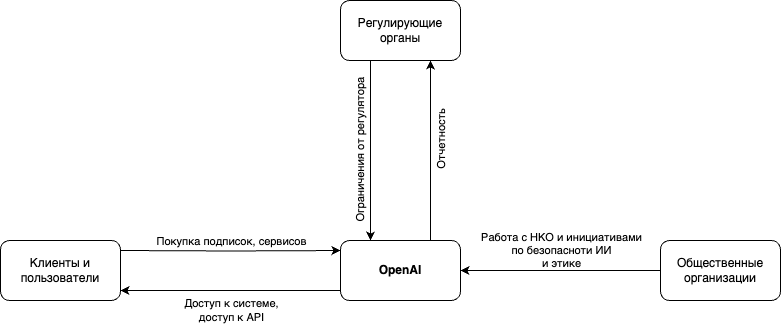 Регулирующие
органы
Ограничения от регулятора
Отчетность
Покупка подписок, сервисов
Работа с НКО и инициативами
по безопасноти ИИ
и этике
Клиенты и
пользователи
OpenAI
Общественные
организации
Доступ к системе,
доступ к API